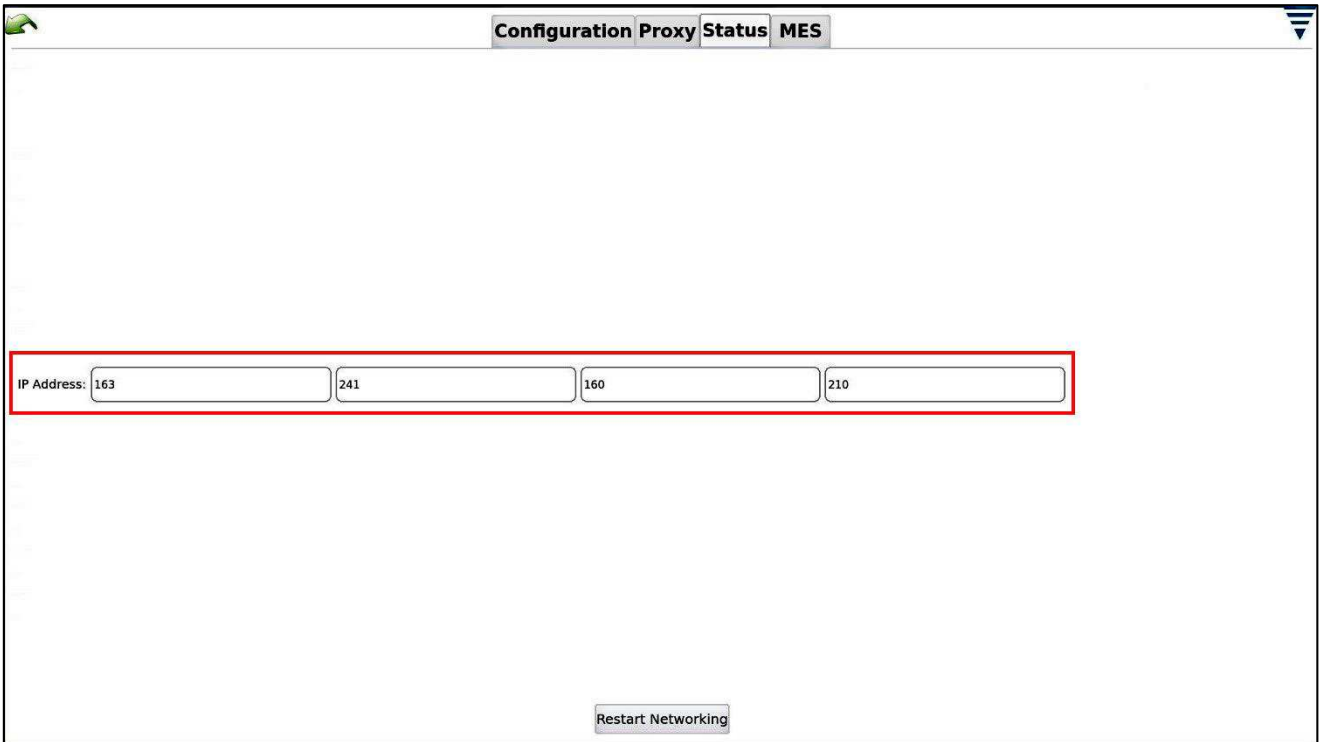 Configuration Proxy Status MES
IP Address: 163 241 160 210
Restart Networking